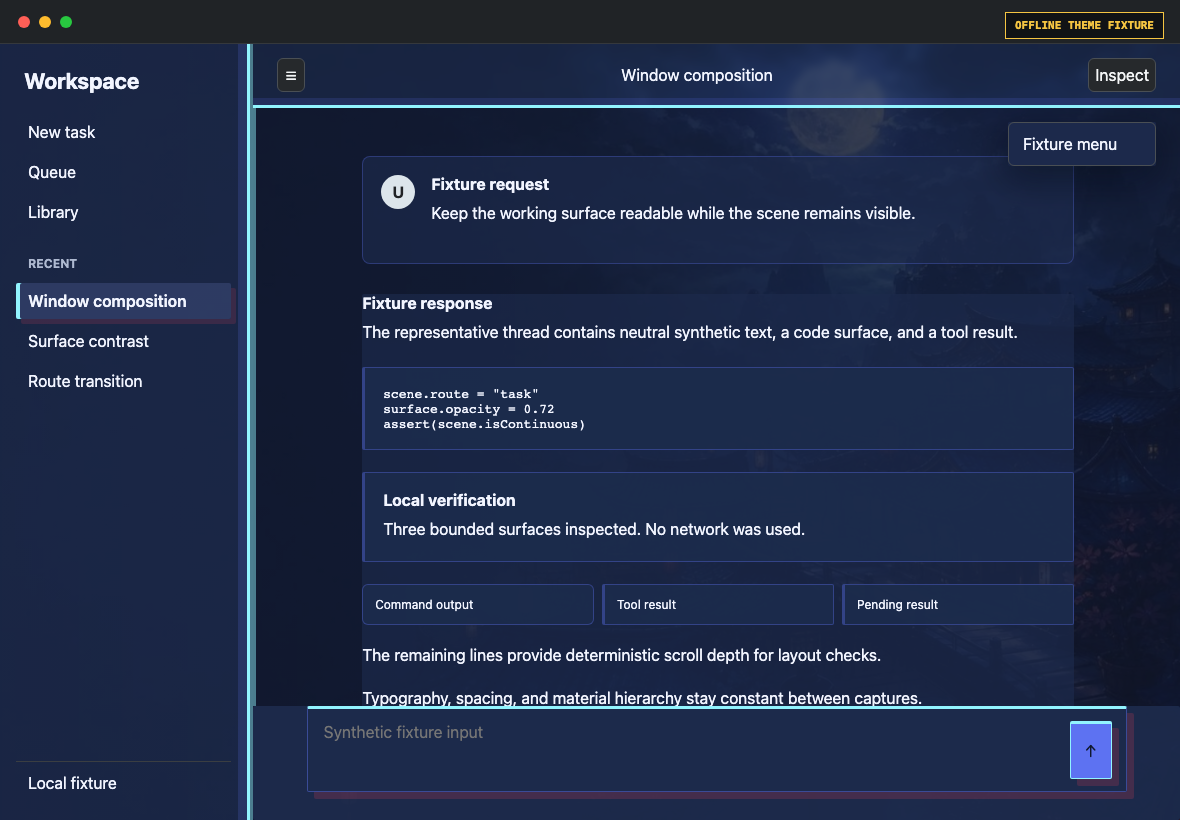 OFFLINE THEME FIXTURE
Workspace
New task
Queue
Library
RECENT
Window composition
Surface contrast
Route transition
Local fixture
Window composition
Inspect
Fixture menu
U
Fixture request
Keep the working surface readable while the scene remains visible.
Fixture response
The representative thread contains neutral synthetic text, a code surface, and a tool result.
scene.route = "task"
surface.opacity = 0.72
assert(scene.isContinuous)
Local verification
Three bounded surfaces inspected. No network was used.
Command output
Tool result
Pending result
The remaining lines provide deterministic scroll depth for layout checks.
Typography, spacing, and material hierarchy stay constant between captures.
Synthetic fixture input